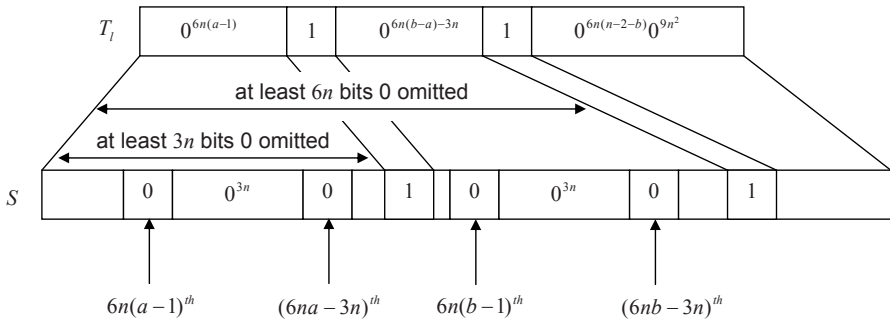 T_l 0^{6n(a−1)} 1 0^{6n(b−a)−3n} 1 0^{6n(n−2−b)}0^{9n^2}
at least 6n bits 0 omitted
at least 3n bits 0 omitted
S 0 0^{3n} 0 1 0 0^{3n} 0 1
6n(a−1)^{th} (6na−3n)^{th} 6n(b−1)^{th} (6nb−3n)^{th}